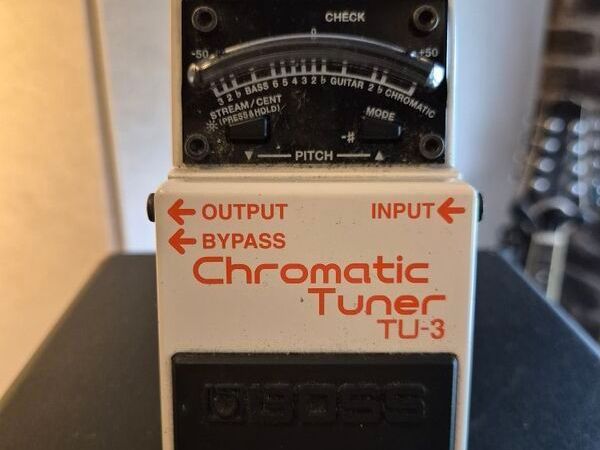 CHECK
-50 0 +50
3 2 ♭ BASS 6 5 4 3 2 ♭ GUITAR 2 ♭ CHROMATIC
STREAM/CENT
(PRESS&HOLD)
MODE
-#
▼ PITCH ▲
← OUTPUT
INPUT ←
← BYPASS
Chromatic
Tuner
TU-3
BOSS